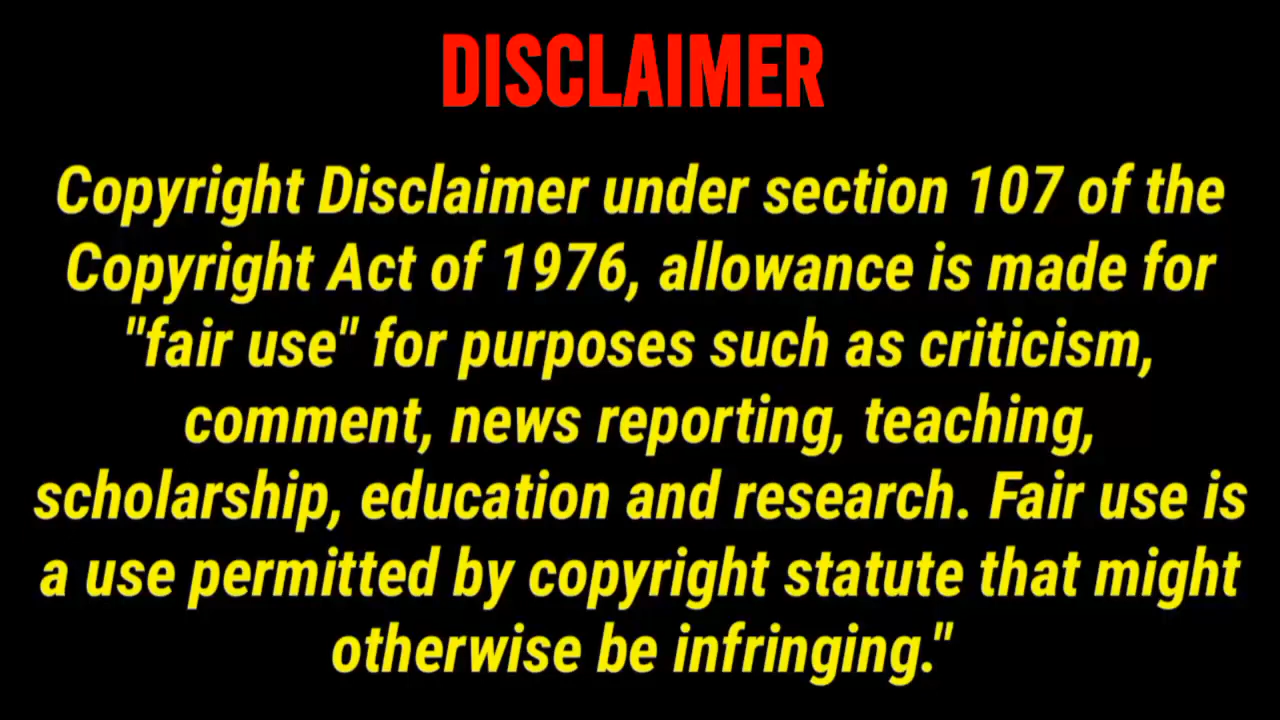 DISCLAIMER
Copyright Disclaimer under section 107 of the
Copyright Act of 1976, allowance is made for
"fair use" for purposes such as criticism,
comment, news reporting, teaching,
scholarship, education and research. Fair use is
a use permitted by copyright statute that might
otherwise be infringing."